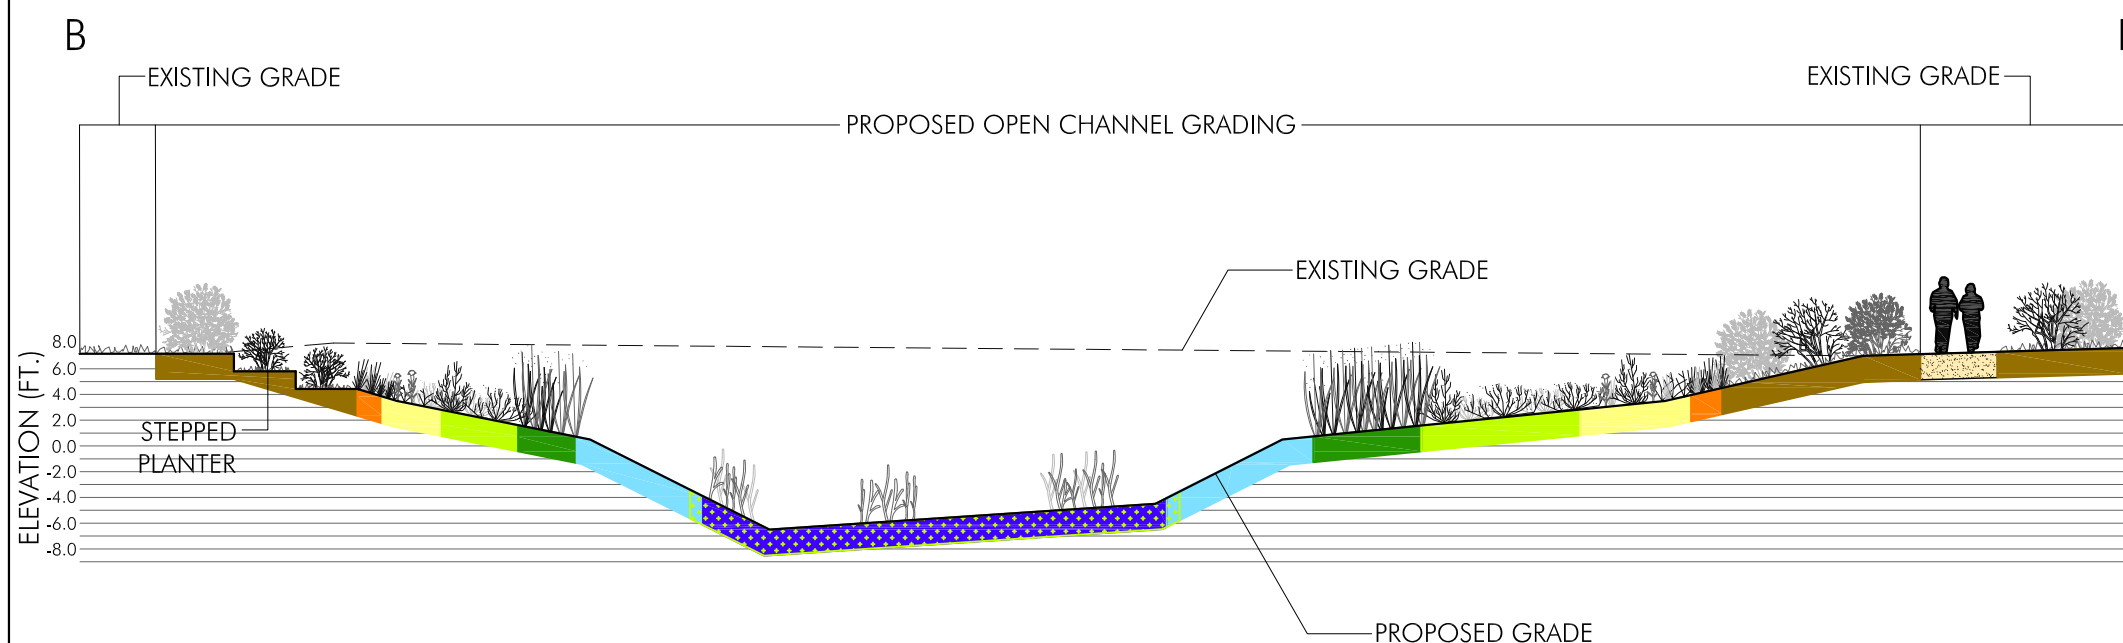 B
EXISTING GRADE
EXISTING GRADE
PROPOSED OPEN CHANNEL GRADING
EXISTING GRADE
ELEVATION (FT.)
8.0
6.0
4.0
2.0
0.0
-2.0
-4.0
-6.0
-8.0
STEPPED
PLANTER
PROPOSED GRADE